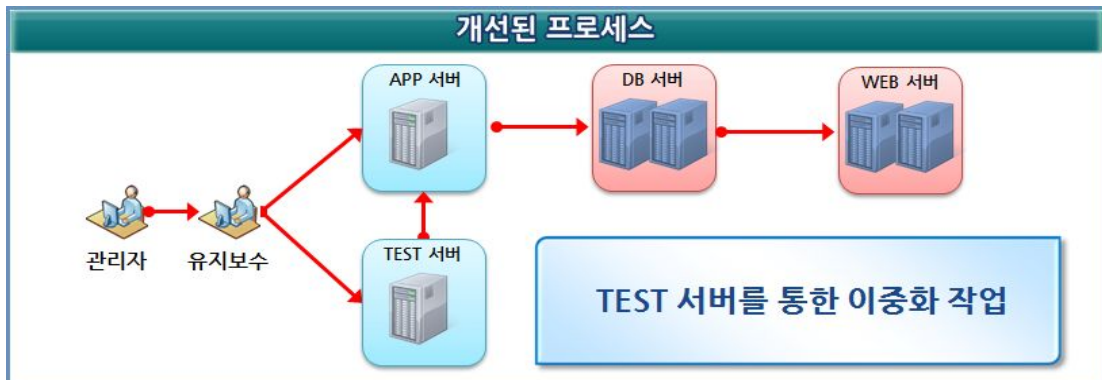 개선된 프로세스
APP 서버
DB 서버
WEB 서버
관리자
유지보수
TEST 서버
TEST 서버를 통한 이중화 작업